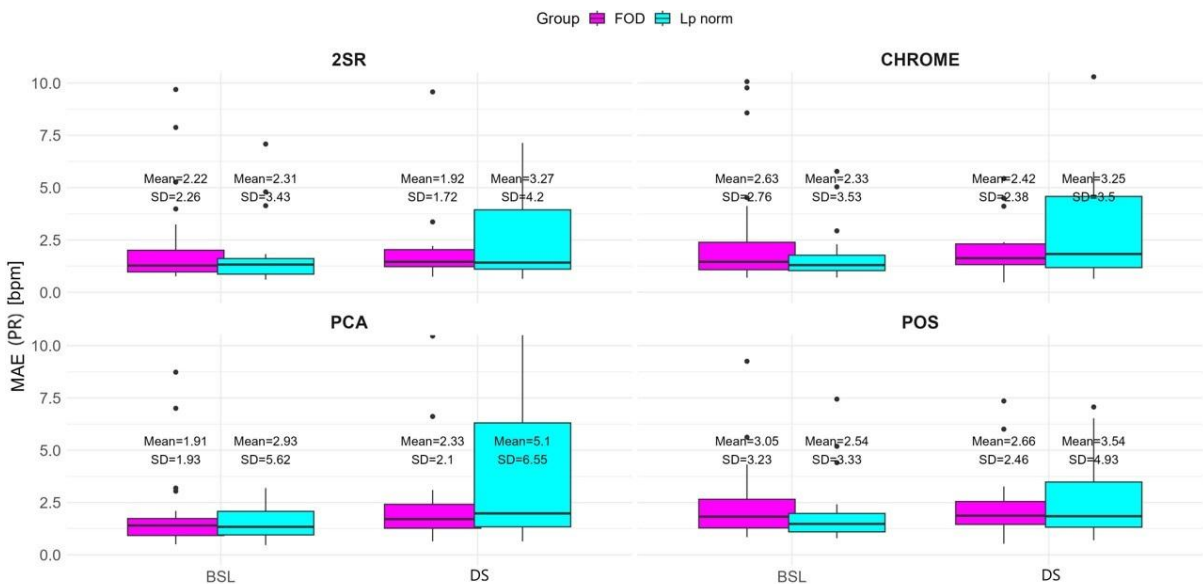 Group FOD Lp norm
2SR CHROME
10.0
7.5
Mean=2.22 Mean=2.31 Mean=1.92 Mean=3.27 Mean=2.63 Mean=2.33 Mean=2.42 Mean=3.25
5.0
SD=2.26 SD=3.43 SD=1.72 SD=4.2 SD=2.76 SD=3.53 SD=2.38 SD=3.5
2.5
0.0
MAE (PR) [bpm]
PCA POS
10.0
7.5
Mean=1.91 Mean=2.93 Mean=2.33 Mean=5.1 Mean=3.05 Mean=2.54 Mean=2.66 Mean=3.54
5.0
SD=1.93 SD=5.62 SD=2.1 SD=6.55 SD=3.23 SD=3.33 SD=2.46 SD=4.93
2.5
0.0
BSL DS BSL DS